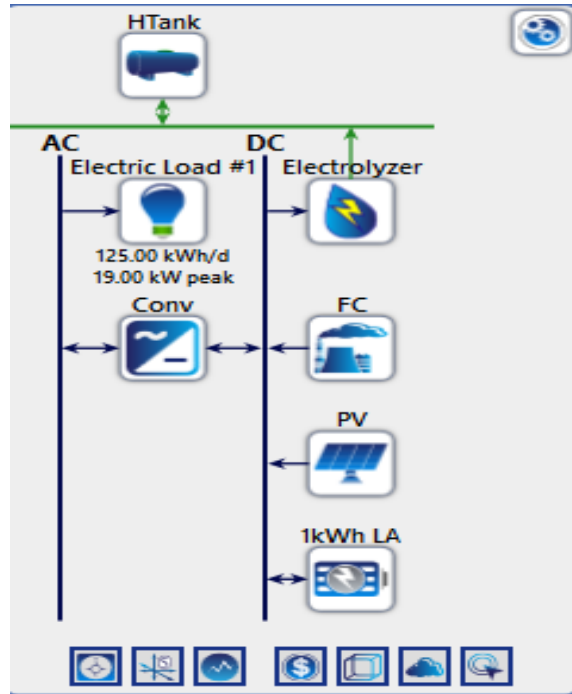 HTank
AC
DC
Electric Load #1
Electrolyzer
125.00 kWh/d
19.00 kW peak
Conv
FC
PV
1kWh LA